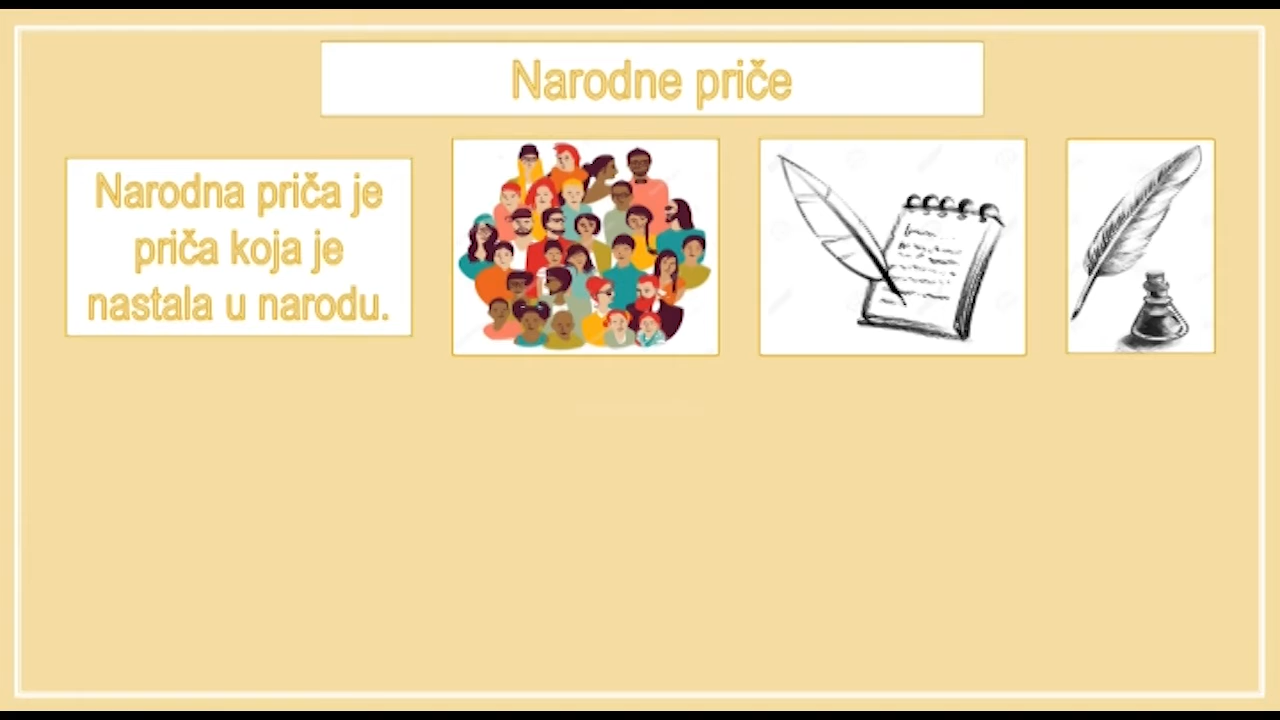 Narodne priče
Narodna priča je
priča koja je
nastala u narodu.